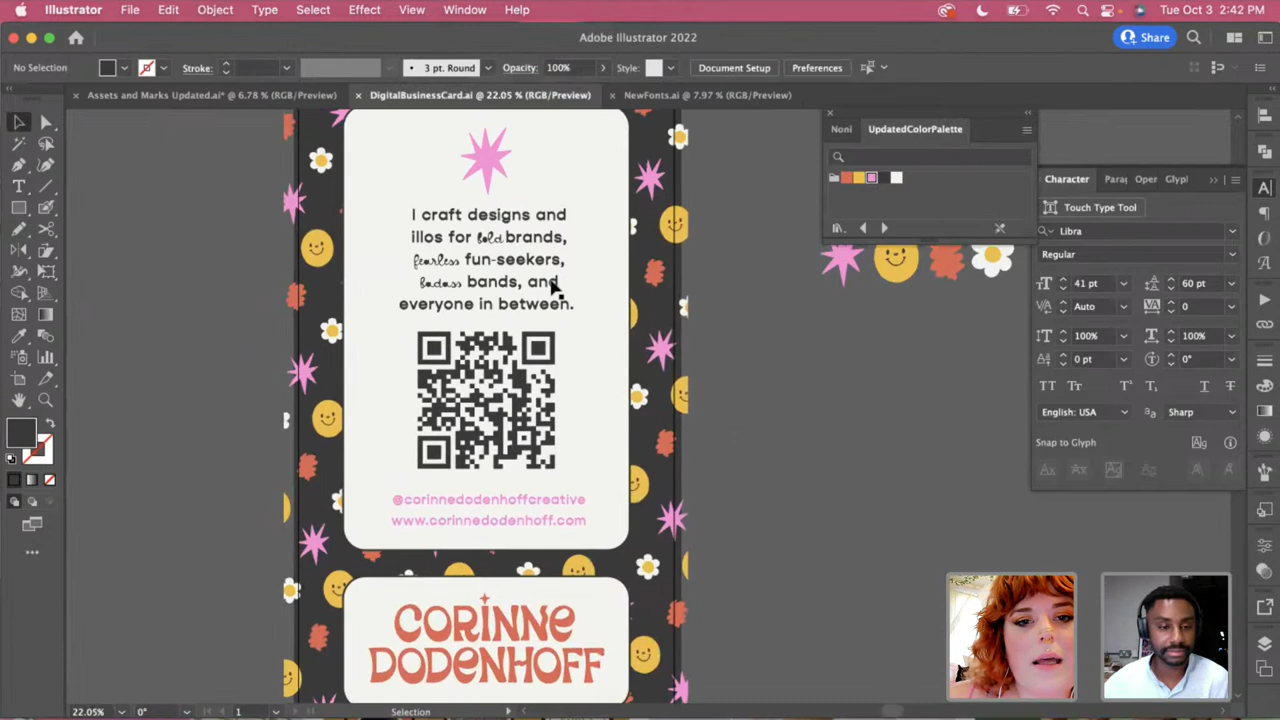 Illustrator File Edit Object Type Select Effect View Window Help Tue Oct 3 2:42 PM
Adobe Illustrator 2022
Share
No Selection Stroke: 3 pt. Round Opacity: 100% Style: Document Setup Preferences
Assets and Marks Updated.ai* @ 6.78 % (RGB/Preview) DigitalBusinessCard.ai @ 22.05 % (RGB/Preview) NewFonts.ai @ 7.97 % (RGB/Preview)
Noni UpdatedColorPalette
Character Para Oper Glypl
Touch Type Tool
Libra
Regular
41 pt 60 pt
Auto 0
100% 100%
0 pt 0°
English: USA Sharp
Snap to Glyph
I craft designs and
illos for bold brands,
fearless fun-seekers,
badass bands, and
everyone in between.
@corinnedodenhoffcreative
www.corinnedodenhoff.com
CORINNE
DODENHOFF
22.05% 0° 1 Selection